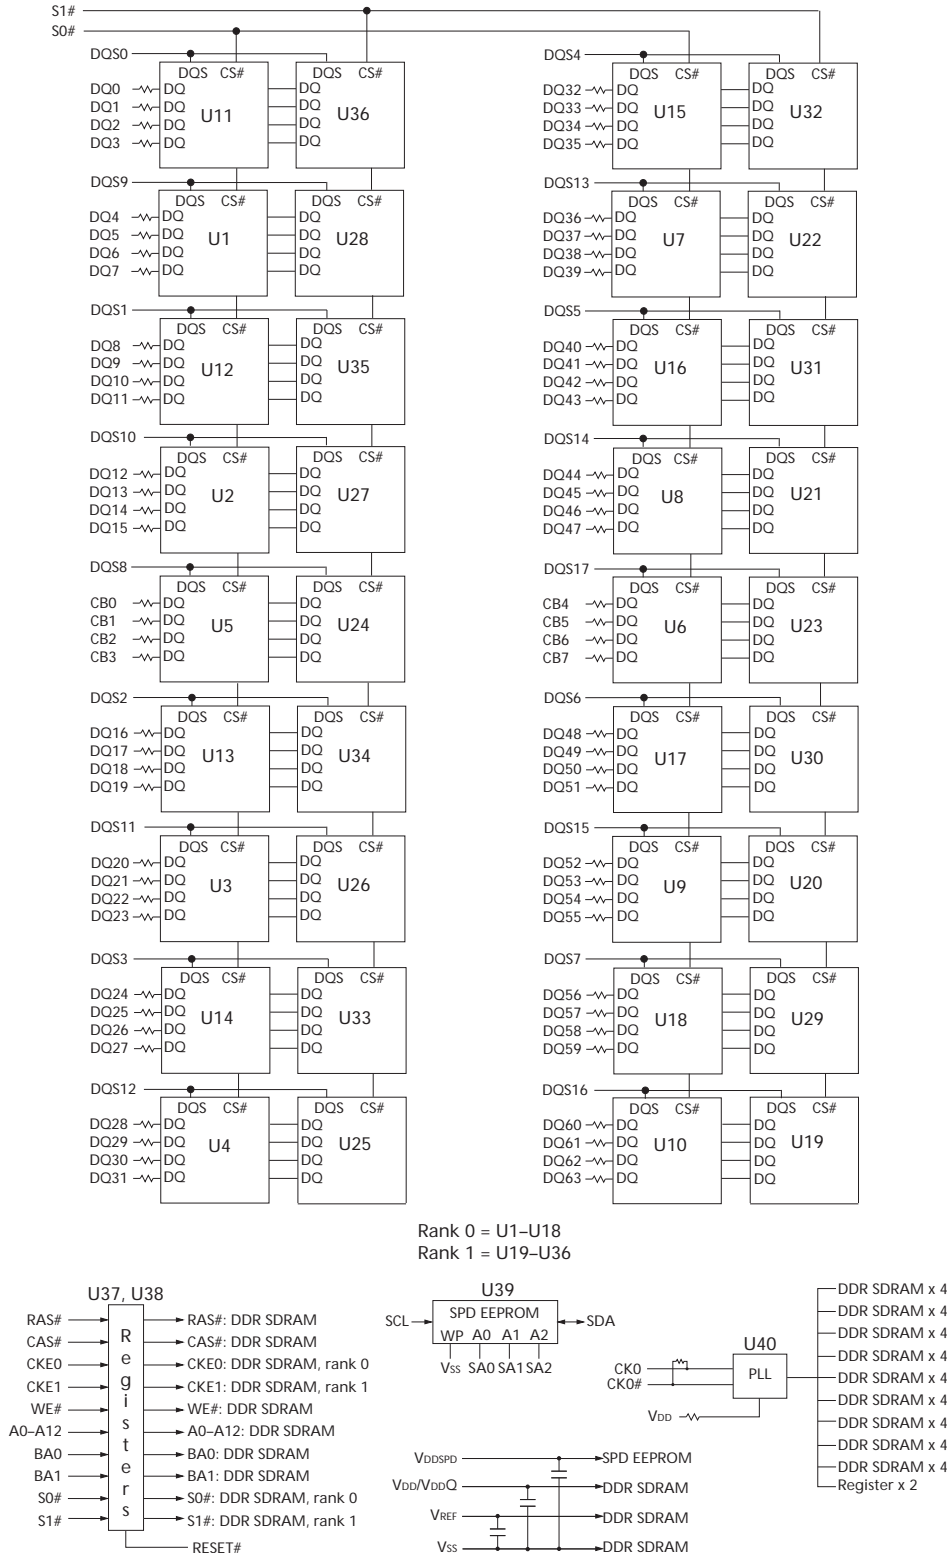 S1#
S0#
DQS0
DQS CS#
DQ0 DQ
DQ1 DQ
DQ2 DQ
DQ3 DQ
U11
DQS CS#
DQ
DQ
DQ
DQ
U36
DQS9
DQS CS#
DQ4 DQ
DQ5 DQ
DQ6 DQ
DQ7 DQ
U1
DQS CS#
DQ
DQ
DQ
DQ
U28
DQS1
DQS CS#
DQ8 DQ
DQ9 DQ
DQ10 DQ
DQ11 DQ
U12
DQS CS#
DQ
DQ
DQ
DQ
U35
DQS10
DQS CS#
DQ12 DQ
DQ13 DQ
DQ14 DQ
DQ15 DQ
U2
DQS CS#
DQ
DQ
DQ
DQ
U27
DQS8
DQS CS#
CB0 DQ
CB1 DQ
CB2 DQ
CB3 DQ
U5
DQS CS#
DQ
DQ
DQ
DQ
U24
DQS2
DQS CS#
DQ16 DQ
DQ17 DQ
DQ18 DQ
DQ19 DQ
U13
DQS CS#
DQ
DQ
DQ
DQ
U34
DQS11
DQS CS#
DQ20 DQ
DQ21 DQ
DQ22 DQ
DQ23 DQ
U3
DQS CS#
DQ
DQ
DQ
DQ
U26
DQS3
DQS CS#
DQ24 DQ
DQ25 DQ
DQ26 DQ
DQ27 DQ
U14
DQS CS#
DQ
DQ
DQ
DQ
U33
DQS12
DQS CS#
DQ28 DQ
DQ29 DQ
DQ30 DQ
DQ31 DQ
U4
DQS CS#
DQ
DQ
DQ
DQ
U25
DQS4
DQS CS#
DQ32 DQ
DQ33 DQ
DQ34 DQ
DQ35 DQ
U15
DQS CS#
DQ
DQ
DQ
DQ
U32
DQS13
DQS CS#
DQ36 DQ
DQ37 DQ
DQ38 DQ
DQ39 DQ
U7
DQS CS#
DQ
DQ
DQ
DQ
U22
DQS5
DQS CS#
DQ40 DQ
DQ41 DQ
DQ42 DQ
DQ43 DQ
U16
DQS CS#
DQ
DQ
DQ
DQ
U31
DQS14
DQS CS#
DQ44 DQ
DQ45 DQ
DQ46 DQ
DQ47 DQ
U8
DQS CS#
DQ
DQ
DQ
DQ
U21
DQS17
DQS CS#
CB4 DQ
CB5 DQ
CB6 DQ
CB7 DQ
U6
DQS CS#
DQ
DQ
DQ
DQ
U23
DQS6
DQS CS#
DQ48 DQ
DQ49 DQ
DQ50 DQ
DQ51 DQ
U17
DQS CS#
DQ
DQ
DQ
DQ
U30
DQS15
DQS CS#
DQ52 DQ
DQ53 DQ
DQ54 DQ
DQ55 DQ
U9
DQS CS#
DQ
DQ
DQ
DQ
U20
DQS7
DQS CS#
DQ56 DQ
DQ57 DQ
DQ58 DQ
DQ59 DQ
U18
DQS CS#
DQ
DQ
DQ
DQ
U29
DQS16
DQS CS#
DQ60 DQ
DQ61 DQ
DQ62 DQ
DQ63 DQ
U10
DQS CS#
DQ
DQ
DQ
DQ
U19
Rank 0 = U1–U18
Rank 1 = U19–U36
U37, U38
Registers
RAS# RAS#: DDR SDRAM
CAS# CAS#: DDR SDRAM
CKE0 CKE0: DDR SDRAM, rank 0
CKE1 CKE1: DDR SDRAM, rank 1
WE# WE#: DDR SDRAM
A0–A12 A0–A12: DDR SDRAM
BA0 BA0: DDR SDRAM
BA1 BA1: DDR SDRAM
S0# S0#: DDR SDRAM, rank 0
S1# S1#: DDR SDRAM, rank 1
RESET#
U39
SPD EEPROM
SCL SDA
WP A0 A1 A2
VSS SA0 SA1 SA2
VDDSPD SPD EEPROM
VDD/VDDQ DDR SDRAM
VREF DDR SDRAM
VSS DDR SDRAM
U40
PLL
CK0
CK0#
VDD
DDR SDRAM x 4
DDR SDRAM x 4
DDR SDRAM x 4
DDR SDRAM x 4
DDR SDRAM x 4
DDR SDRAM x 4
DDR SDRAM x 4
DDR SDRAM x 4
DDR SDRAM x 4
Register x 2